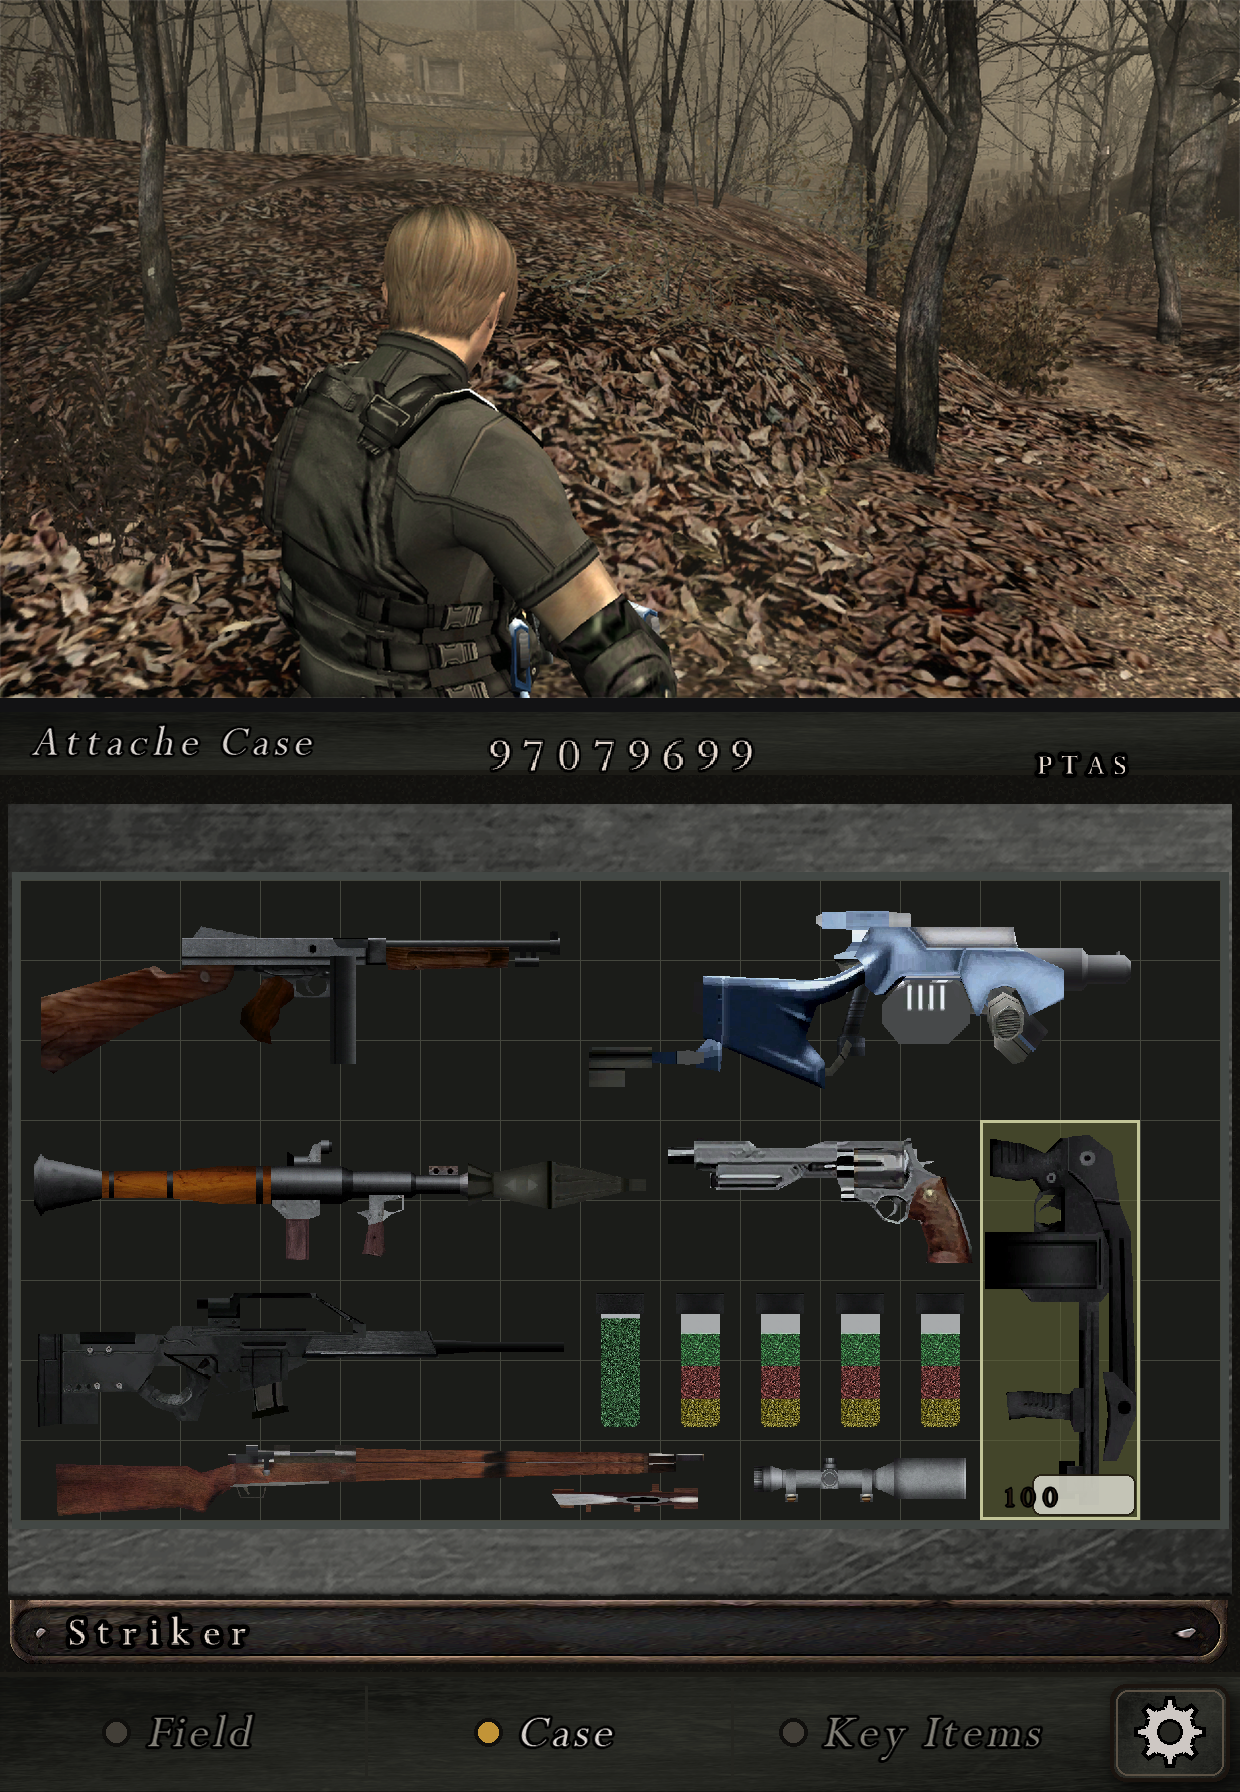 Attache Case
97079699
PTAS
100
Striker
Field
Case
Key Items